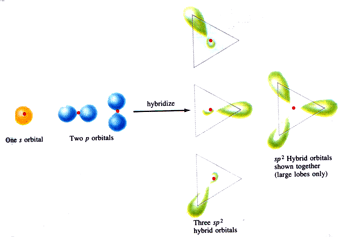 hybridize
One s orbital
Two p orbitals
sp² Hybrid orbitals
shown together
(large lobes only)
Three sp²
hybrid orbitals